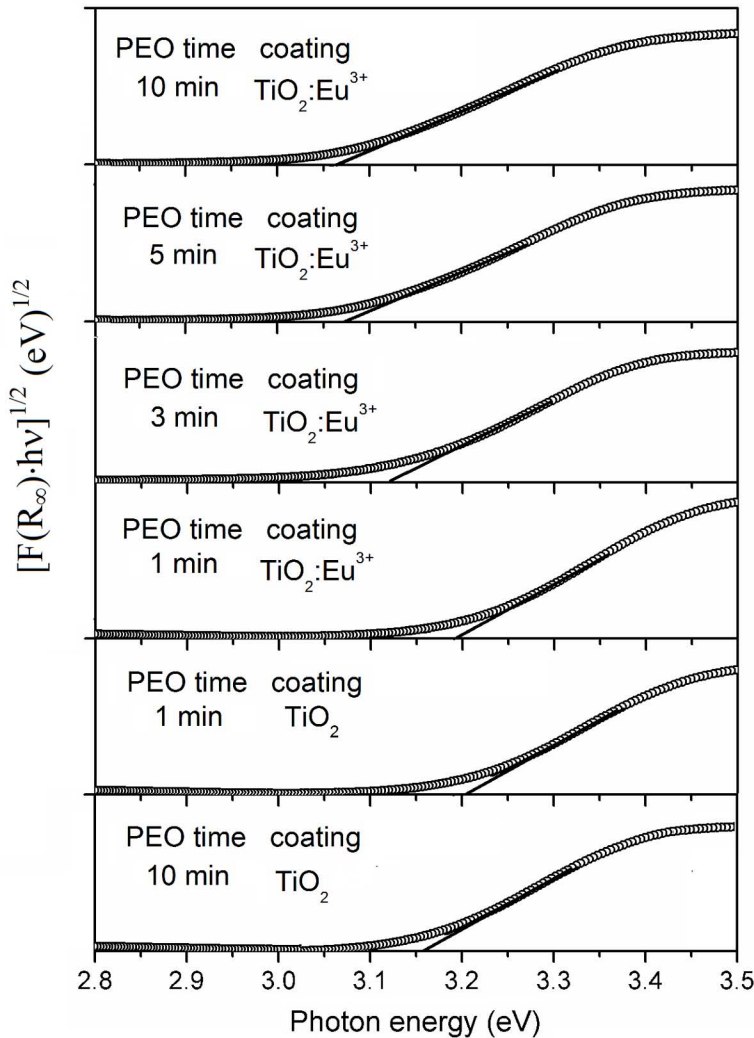 [F(R∞)·hν]^1/2 (eV)^1/2
PEO time coating
10 min TiO₂:Eu³⁺
PEO time coating
5 min TiO₂:Eu³⁺
PEO time coating
3 min TiO₂:Eu³⁺
PEO time coating
1 min TiO₂:Eu³⁺
PEO time coating
1 min TiO₂
PEO time coating
10 min TiO₂
2.8 2.9 3.0 3.1 3.2 3.3 3.4 3.5
Photon energy (eV)